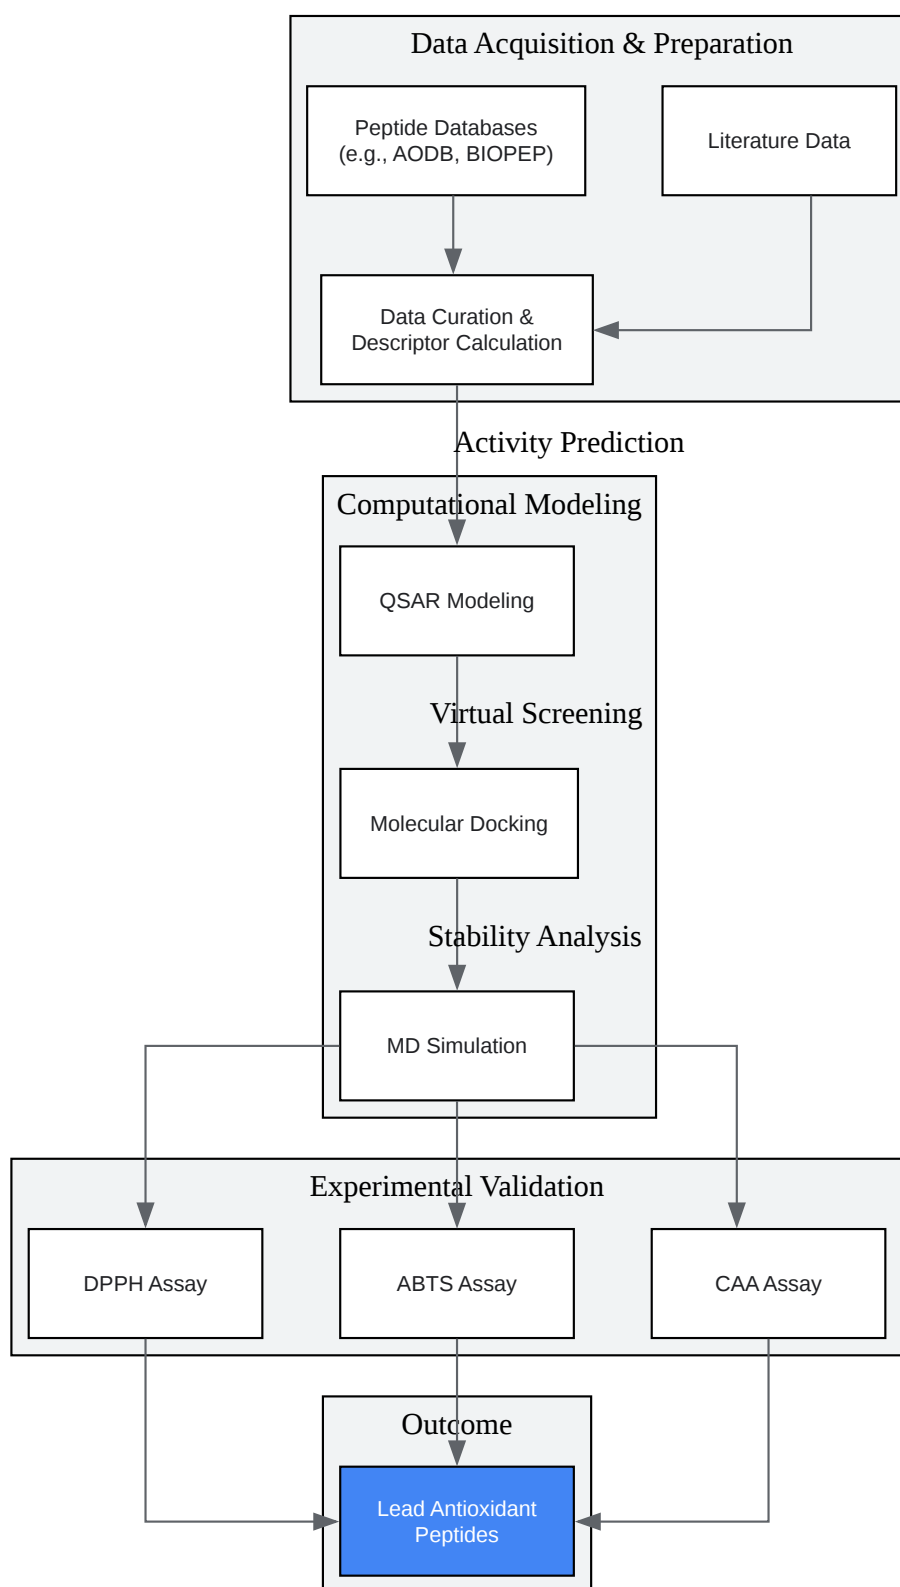 Data Acquisition & Preparation
Peptide Databases
(e.g., AODB, BIOPEP)
Literature Data
Data Curation &
Descriptor Calculation
Activity Prediction
Computational Modeling
QSAR Modeling
Virtual Screening
Molecular Docking
Stability Analysis
MD Simulation
Experimental Validation
DPPH Assay
ABTS Assay
CAA Assay
Outcome
Lead Antioxidant
Peptides